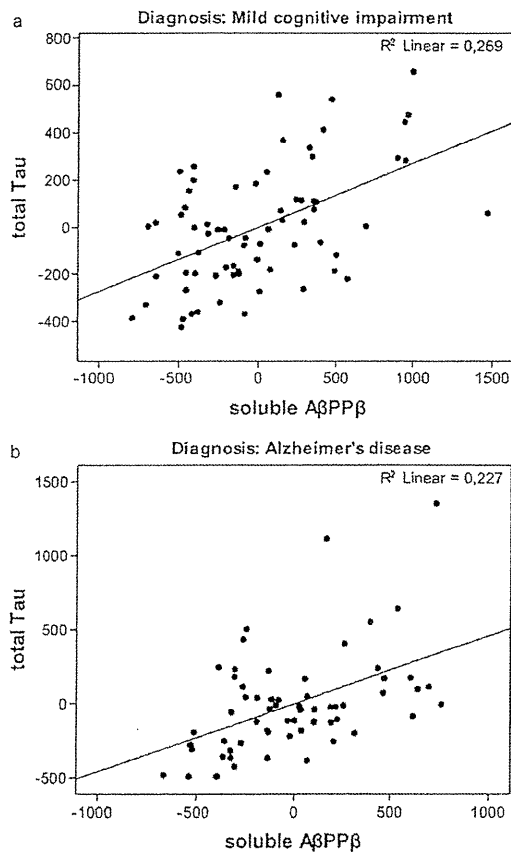 a
Diagnosis: Mild cognitive impairment
R² Linear = 0,269
800
600
400
200
0
-200
-400
total Tau
-1000
-500
0
500
1000
1500
soluble AβPPβ
b
Diagnosis: Alzheimer's disease
R² Linear = 0,227
1500
1000
500
0
-500
total Tau
-1000
-500
0
500
1000
soluble AβPPβ